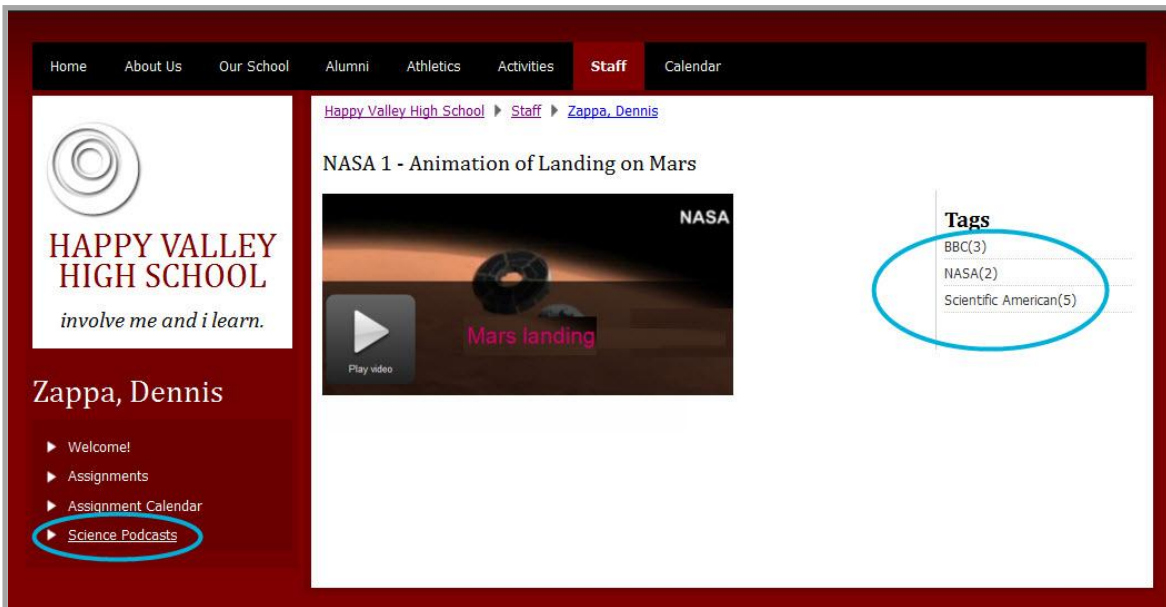 Home About Us Our School Alumni Athletics Activities Staff Calendar
HAPPY VALLEY
HIGH SCHOOL
involve me and i learn.
Zappa, Dennis
Welcome!
Assignments
Assignment Calendar
Science Podcasts
Happy Valley High School Staff Zappa, Dennis
NASA 1 - Animation of Landing on Mars
NASA
Mars landing
Play video
Tags
BBC(3)
NASA(2)
Scientific American(5)